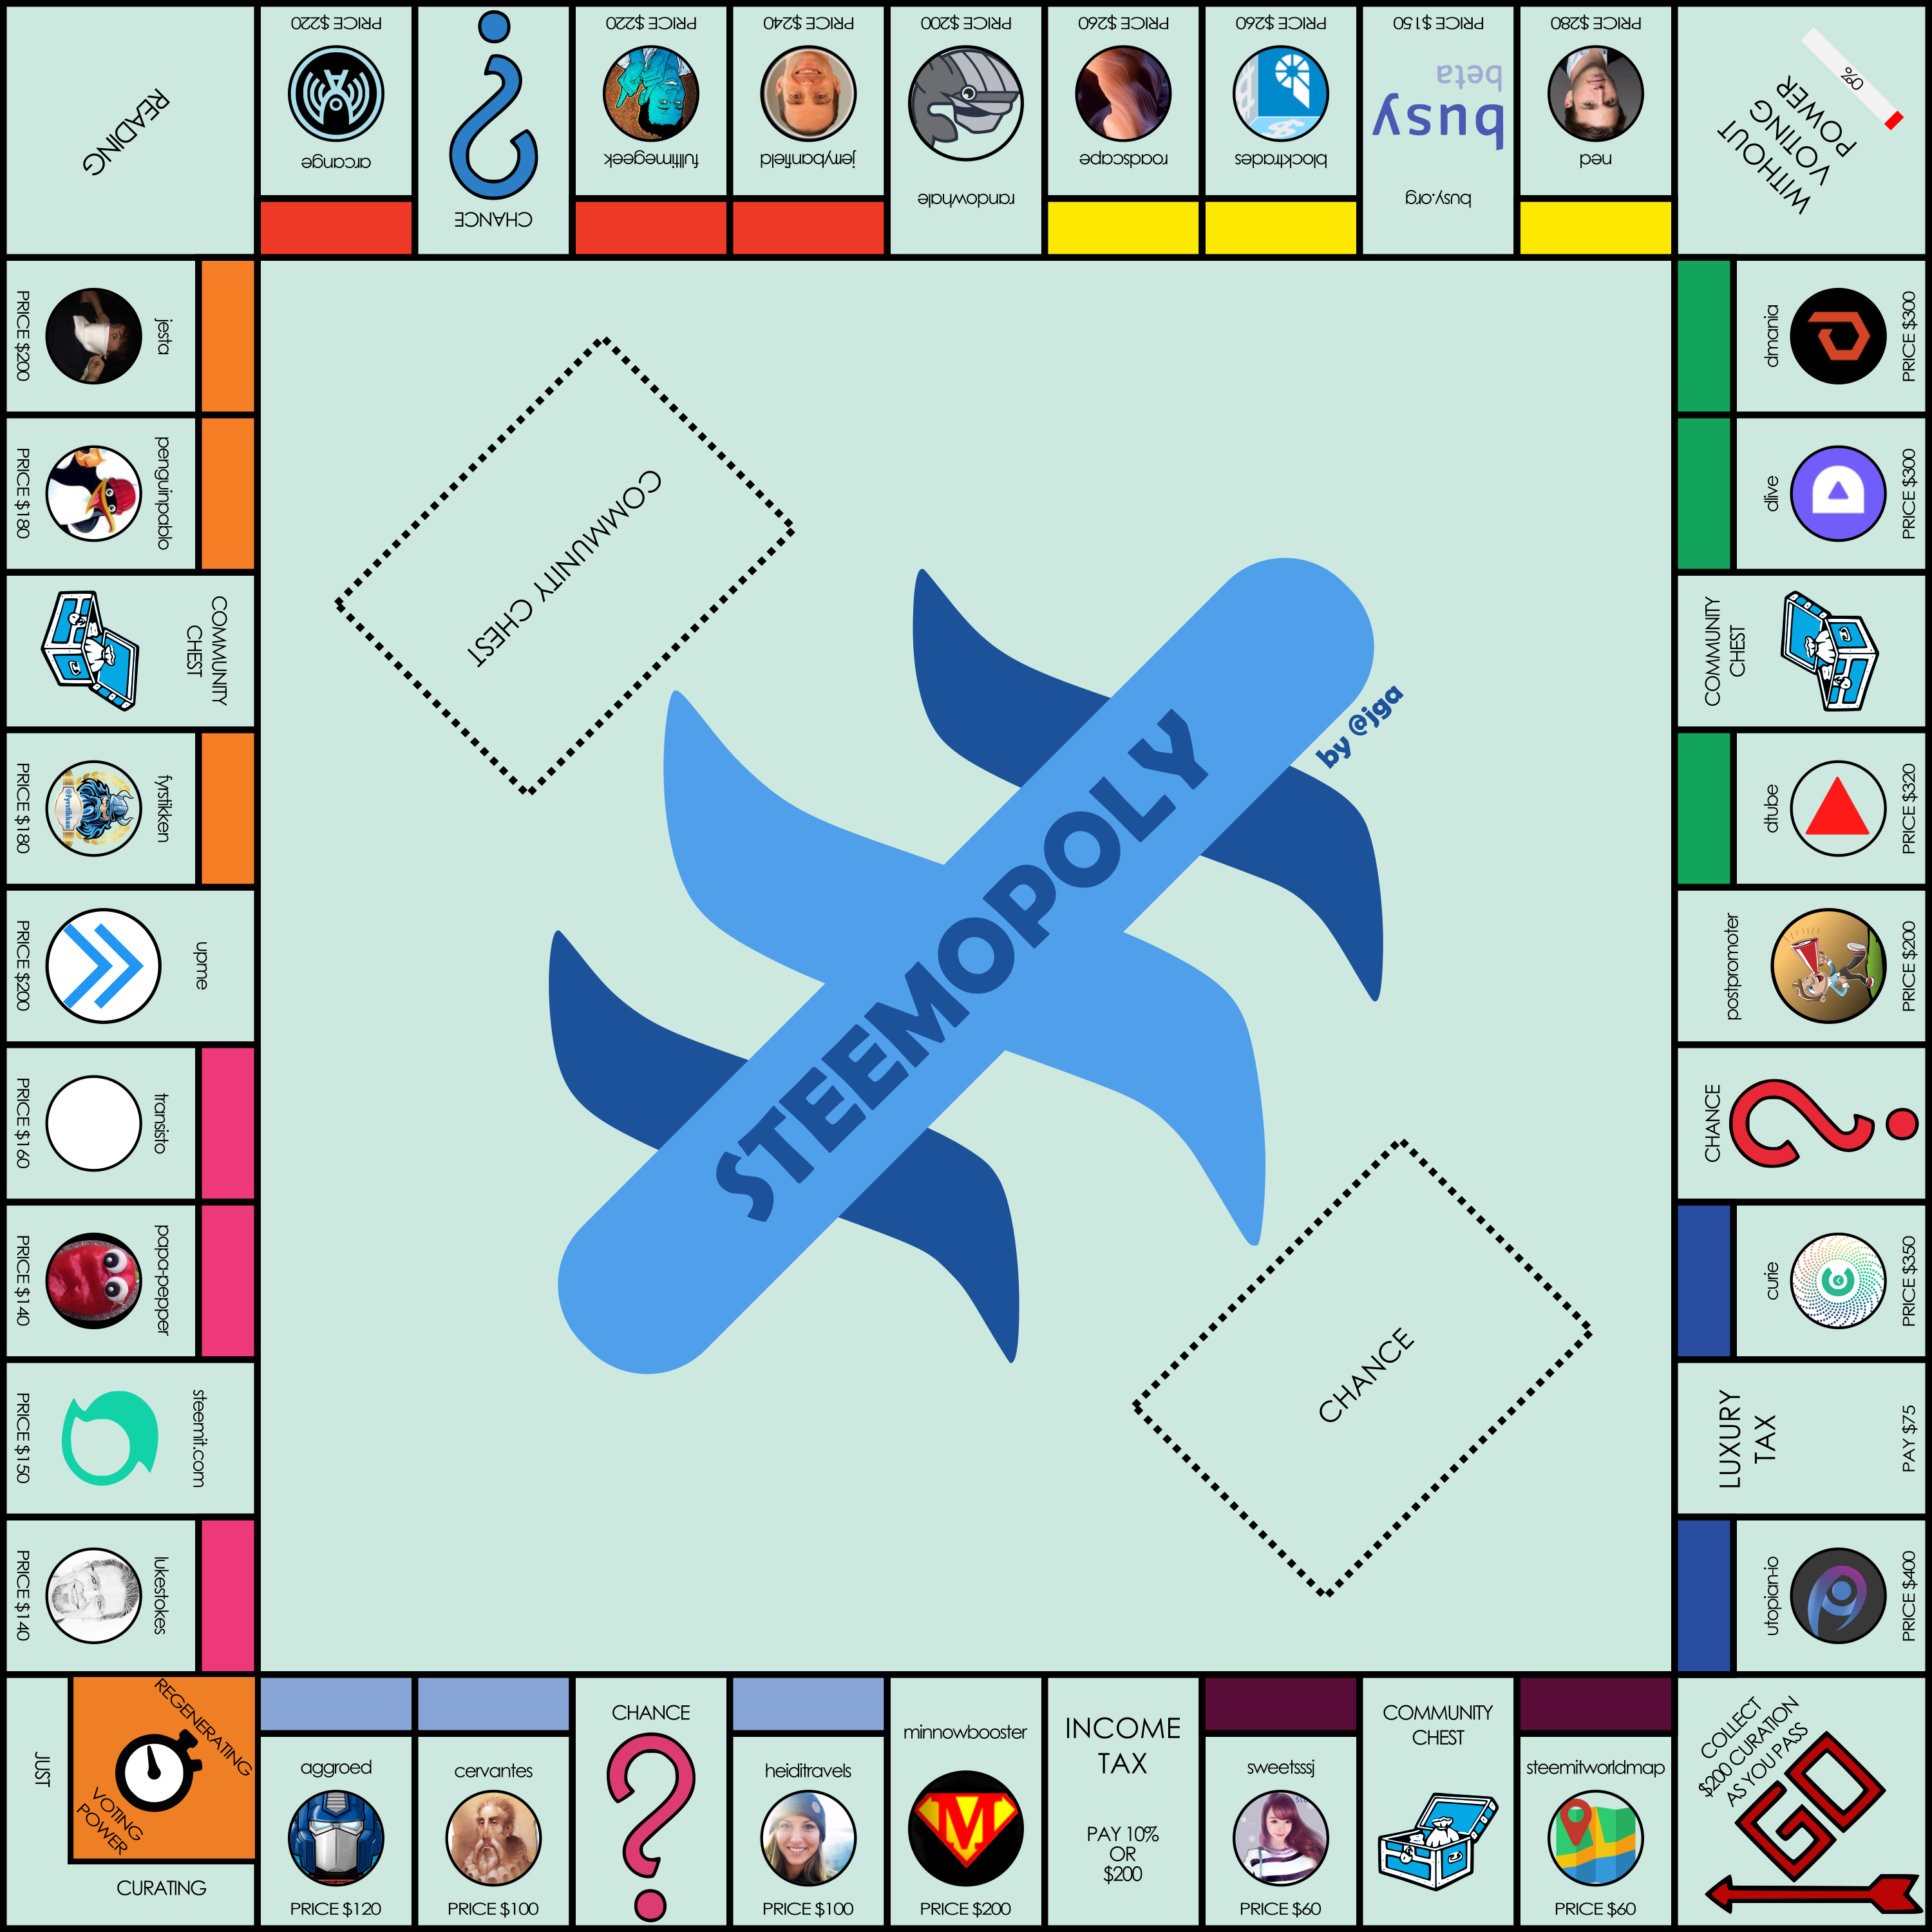 READING
PRICE $220
arcange
CHANCE
PRICE $220
fulltimegeek
PRICE $240
jerrybanfield
PRICE $200
randowhale
PRICE $260
roadscape
PRICE $260
blocktrades
PRICE $150
busy
beta
busy.org
PRICE $280
ned
WITHOUT
VOTING
POWER
0%
dmania
PRICE $300
dlive
PRICE $300
COMMUNITY
CHEST
dtube
PRICE $320
postpromoter
PRICE $200
CHANCE
curie
PRICE $350
LUXURY
TAX
PAY $75
utopian-io
PRICE $400
COLLECT
$200 CURATION
AS YOU PASS
GO
steemitworldmap
PRICE $60
COMMUNITY
CHEST
sweetsssj
PRICE $60
INCOME
TAX
PAY 10%
OR
$200
minnowbooster
M
PRICE $200
heiditravels
PRICE $100
CHANCE
cervantes
PRICE $100
aggroed
PRICE $120
REGENERATING
VOTING
POWER
JUST
CURATING
lukestokes
PRICE $140
steemit.com
PRICE $150
papa-pepper
PRICE $140
transisto
PRICE $160
upme
PRICE $200
fyrstikken
@fyrstikken
PRICE $180
COMMUNITY
CHEST
penguinpablo
PRICE $180
jesta
PRICE $200
COMMUNITY CHEST
STEEMOPOLY
by @jga
CHANCE